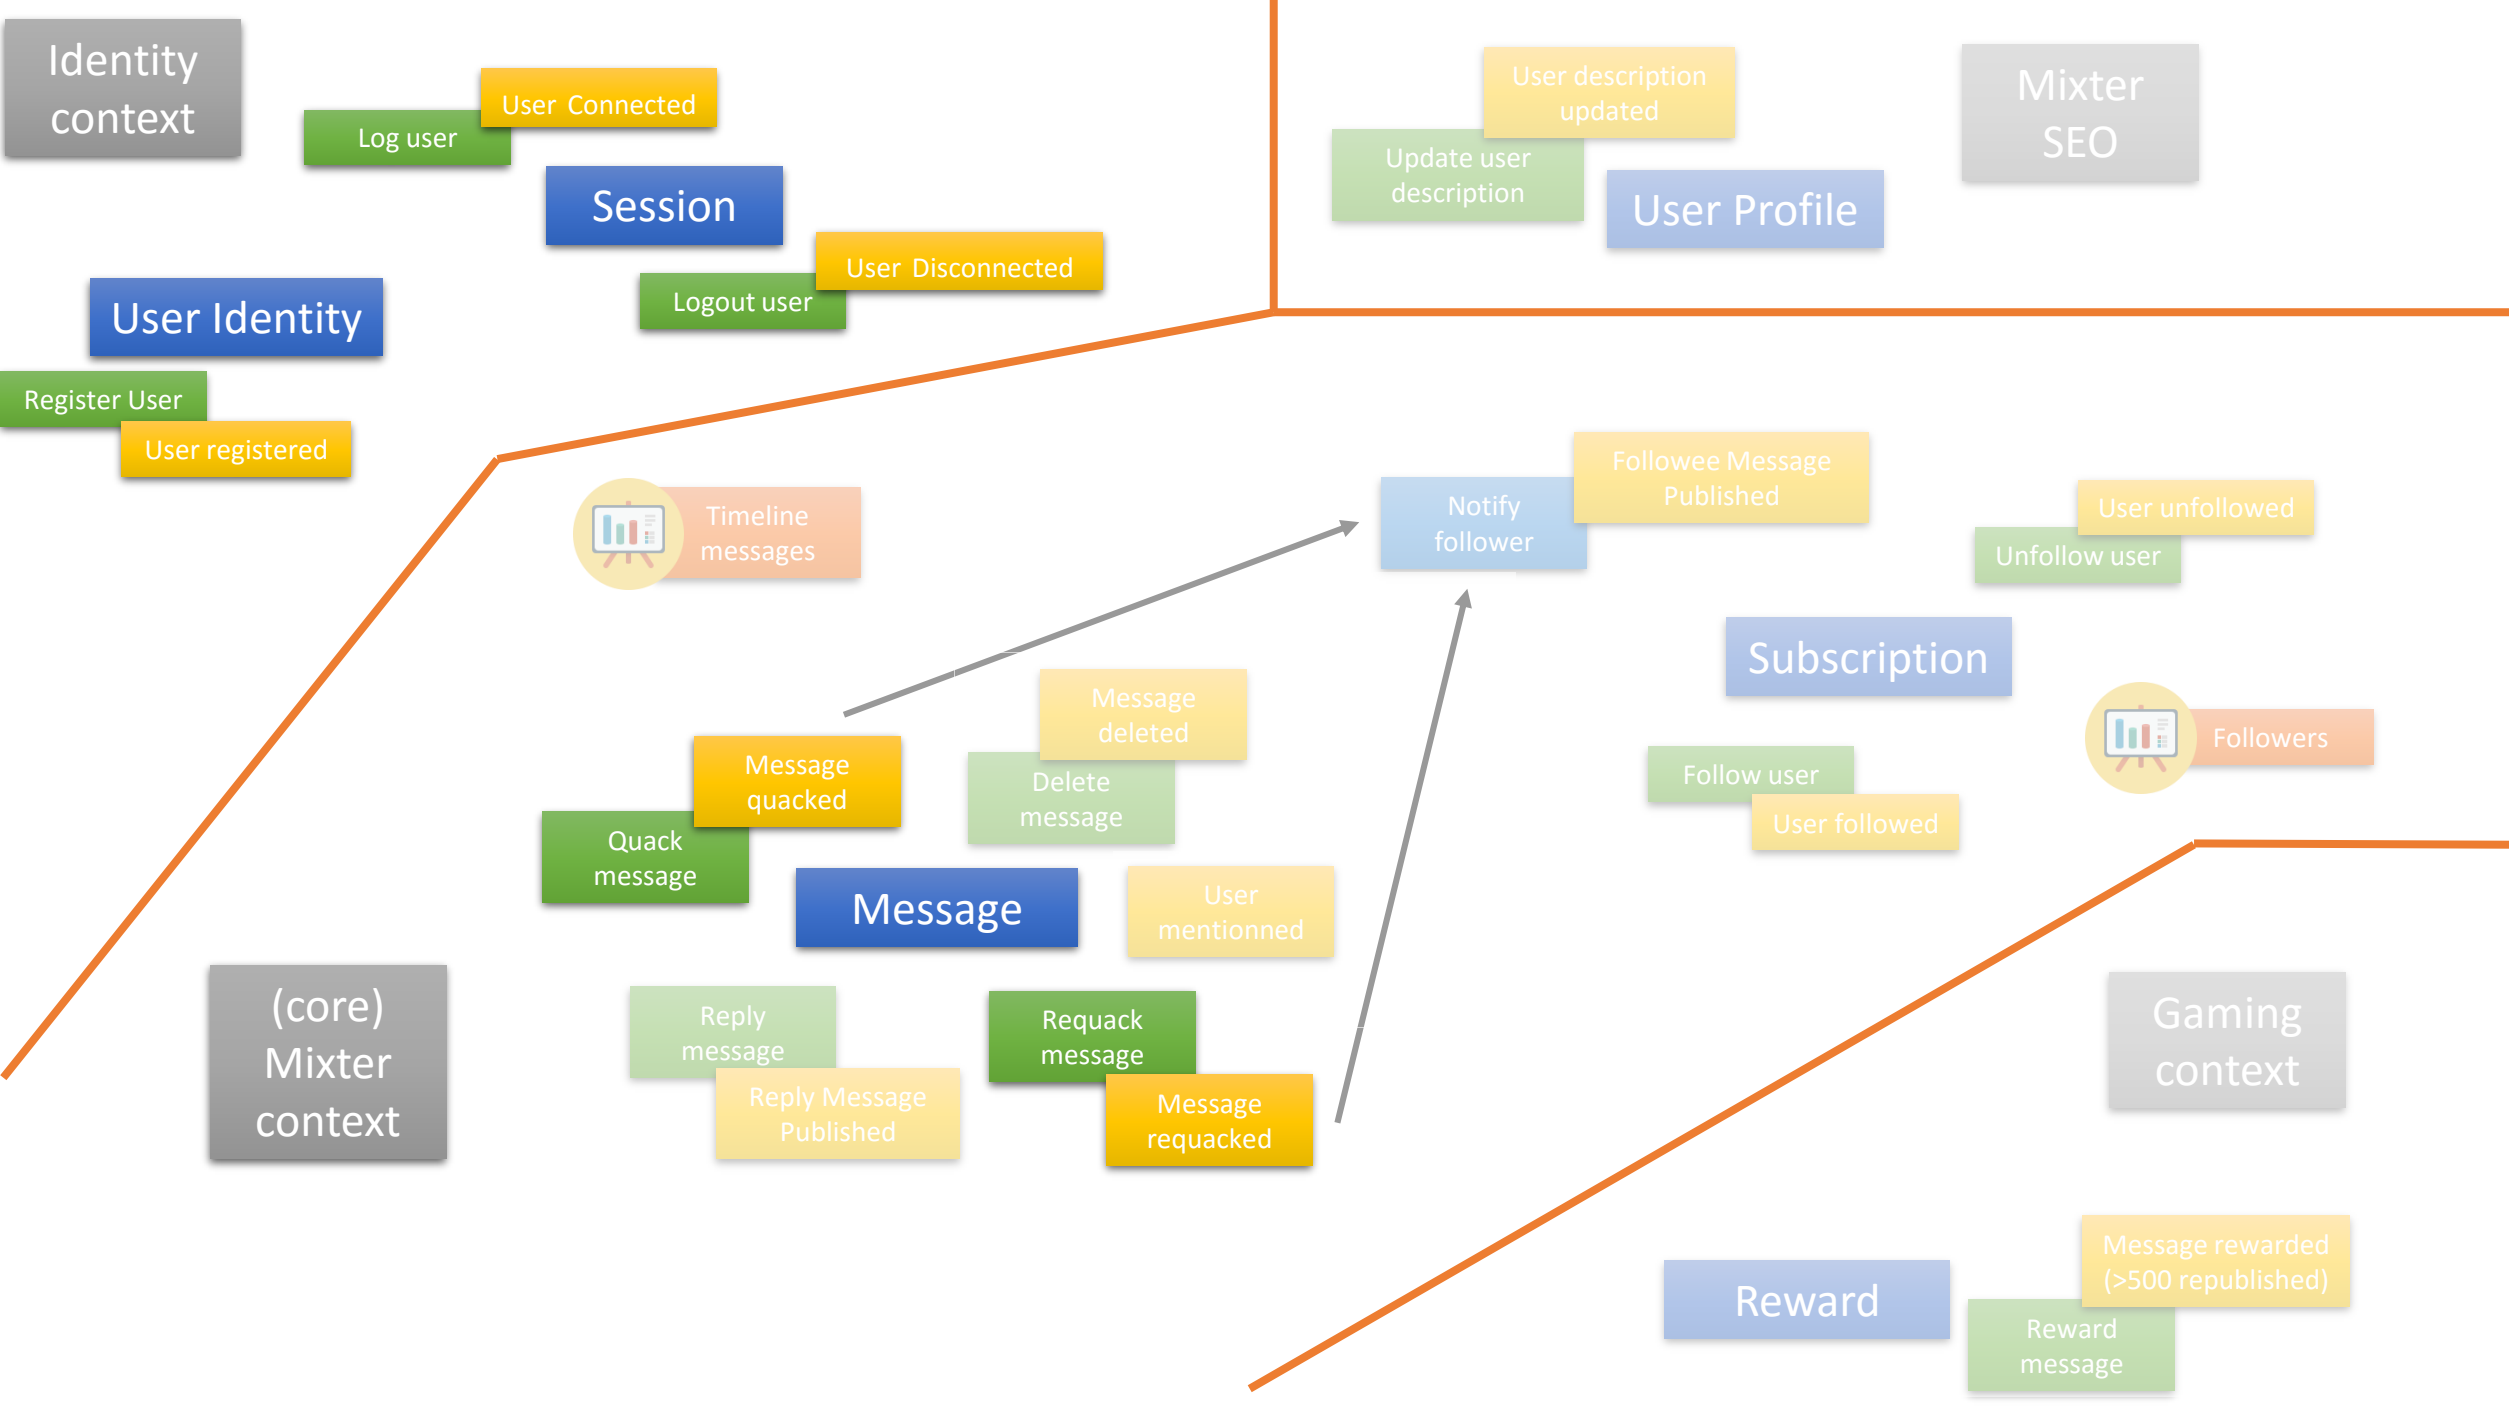 Identity
context
User Connected
Log user
Session
User Disconnected
Logout user
User Identity
Register User
User registered
User description
updated
Update user
description
User Profile
Mixter
SEO
Timeline
messages
Notify
follower
Followee Message
Published
User unfollowed
Unfollow user
Subscription
Followers
Follow user
User followed
Message
deleted
Delete
message
Message
quacked
Quack
message
Message
User
mentionned
(core)
Mixter
context
Reply
message
Reply Message
Published
Requack
message
Message
requacked
Gaming
context
Reward
Message rewarded
(>500 republished)
Reward
message